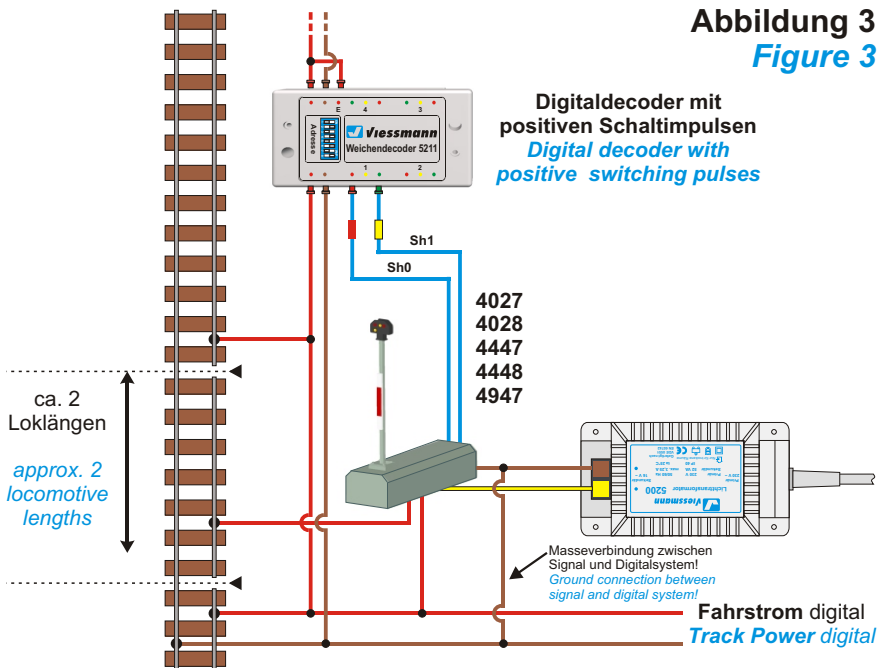 Abbildung 3
Figure 3
Digitaldecoder mit
positiven Schaltimpulsen
Digital decoder with
positive switching pulses
E 4 3
Adresse
viessmann
Weichendecoder 5211
1 2
Sh1
Sh0
4027
4028
4447
4448
4947
ca. 2
Loklängen
approx. 2
locomotive
lengths
viessmann
Lichttransformator 5200
Masseverbindung zwischen
Signal und Digitalsystem!
Ground connection between
signal and digital system!
Fahrstrom digital
Track Power digital